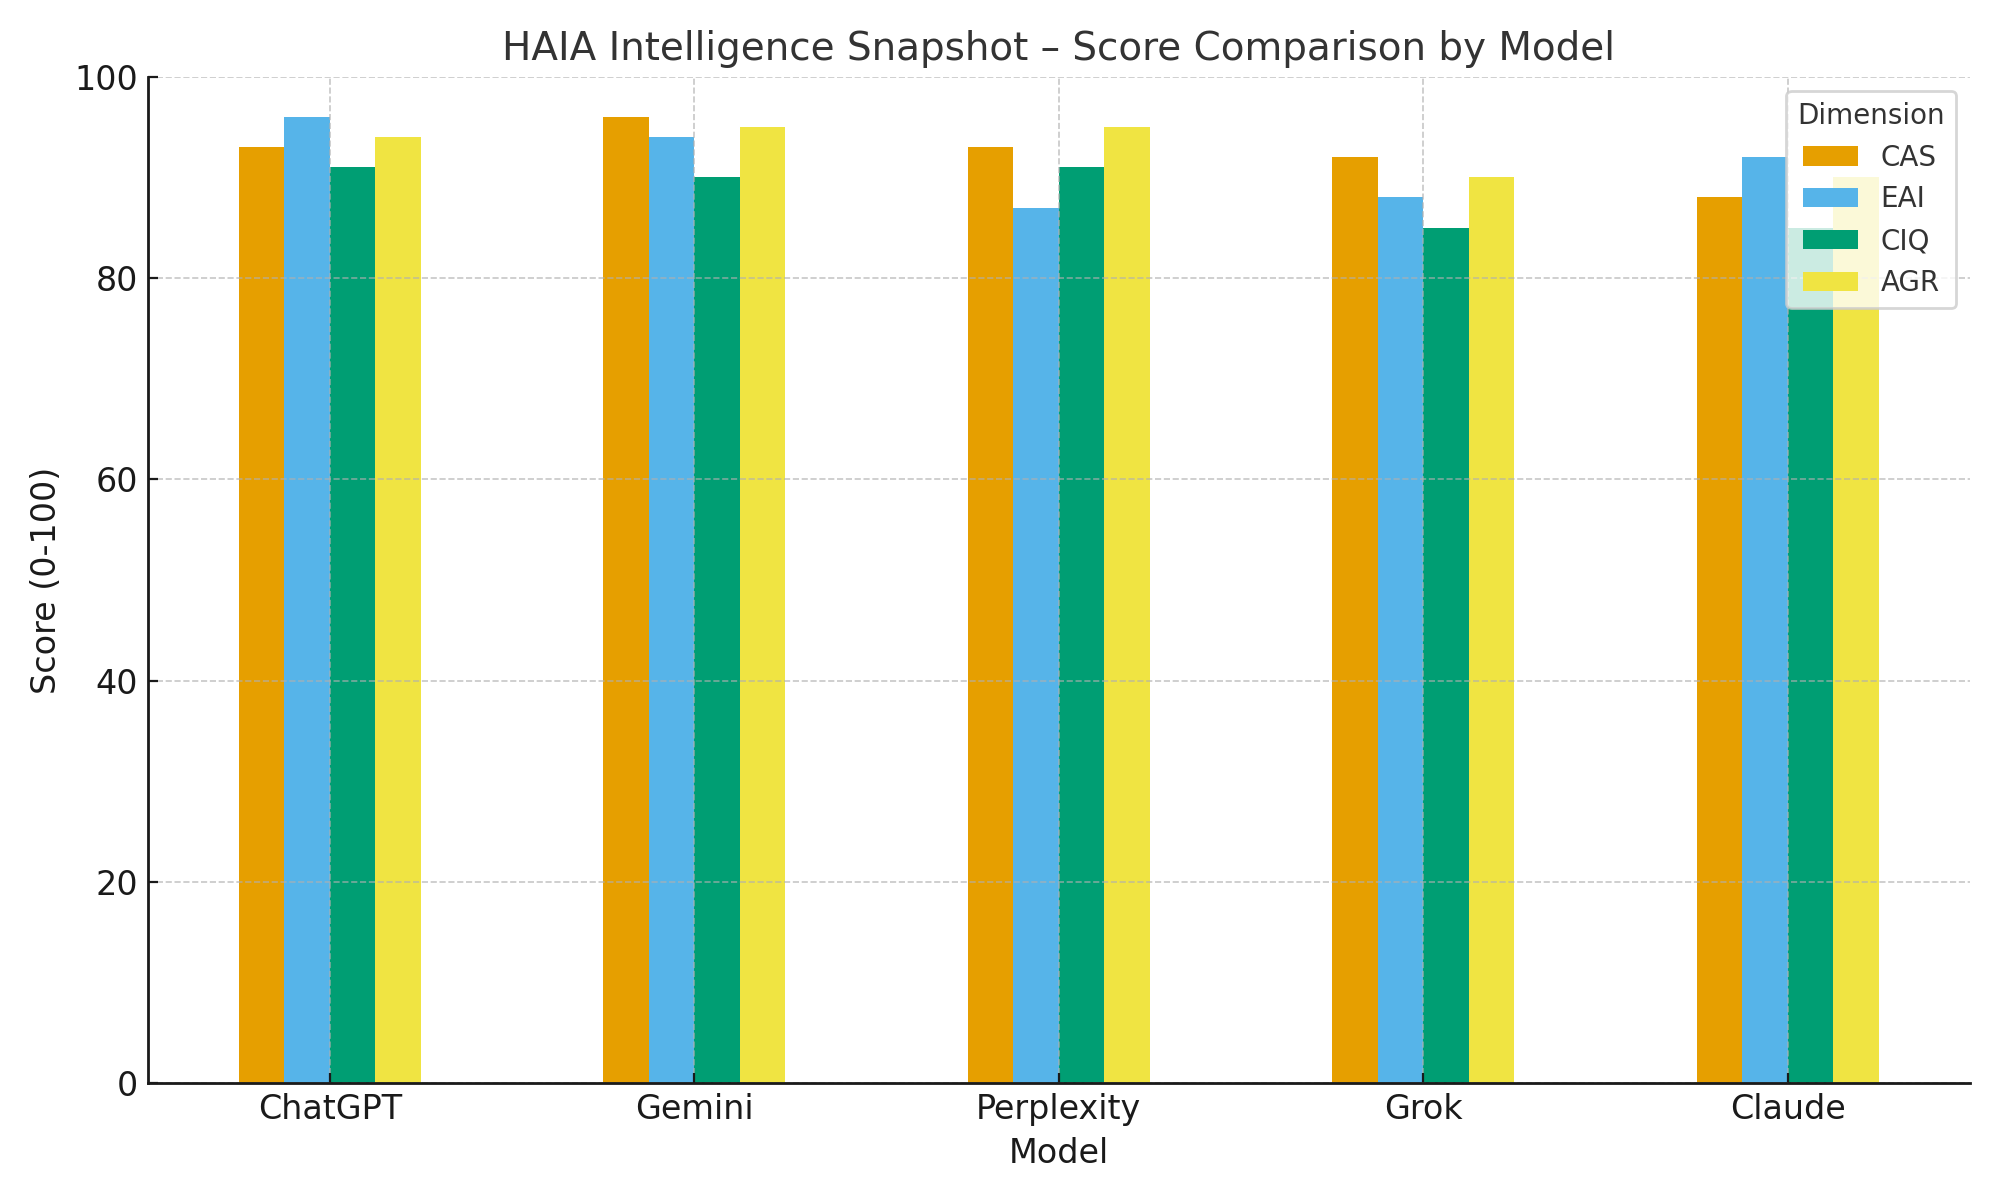 HAIA Intelligence Snapshot – Score Comparison by Model
100
80
60
40
20
0
Score (0-100)
Dimension
CAS
EAI
CIQ
AGR
ChatGPT
Gemini
Perplexity
Grok
Claude
Model